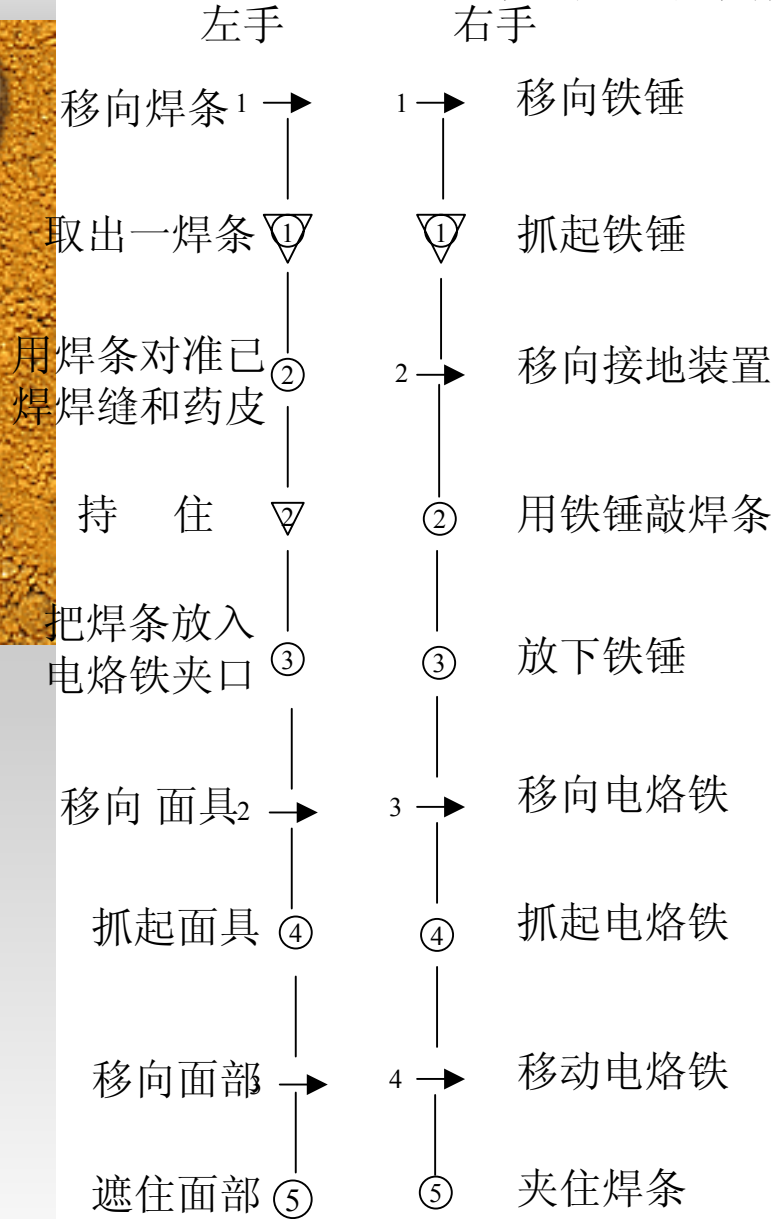 左手 右手
移向焊条 1 1 移向铁锤
取出一焊条 1 1 抓起铁锤
用焊条对准已
焊焊缝和药皮 2 2 移向接地装置
持 住 2 2 用铁锤敲焊条
把焊条放入
电烙铁夹口 3 3 放下铁锤
移向 面具2 3 移向电烙铁
抓起面具 4 4 抓起电烙铁
移向面部3 4 移动电烙铁
遮住面部 5 5 夹住焊条